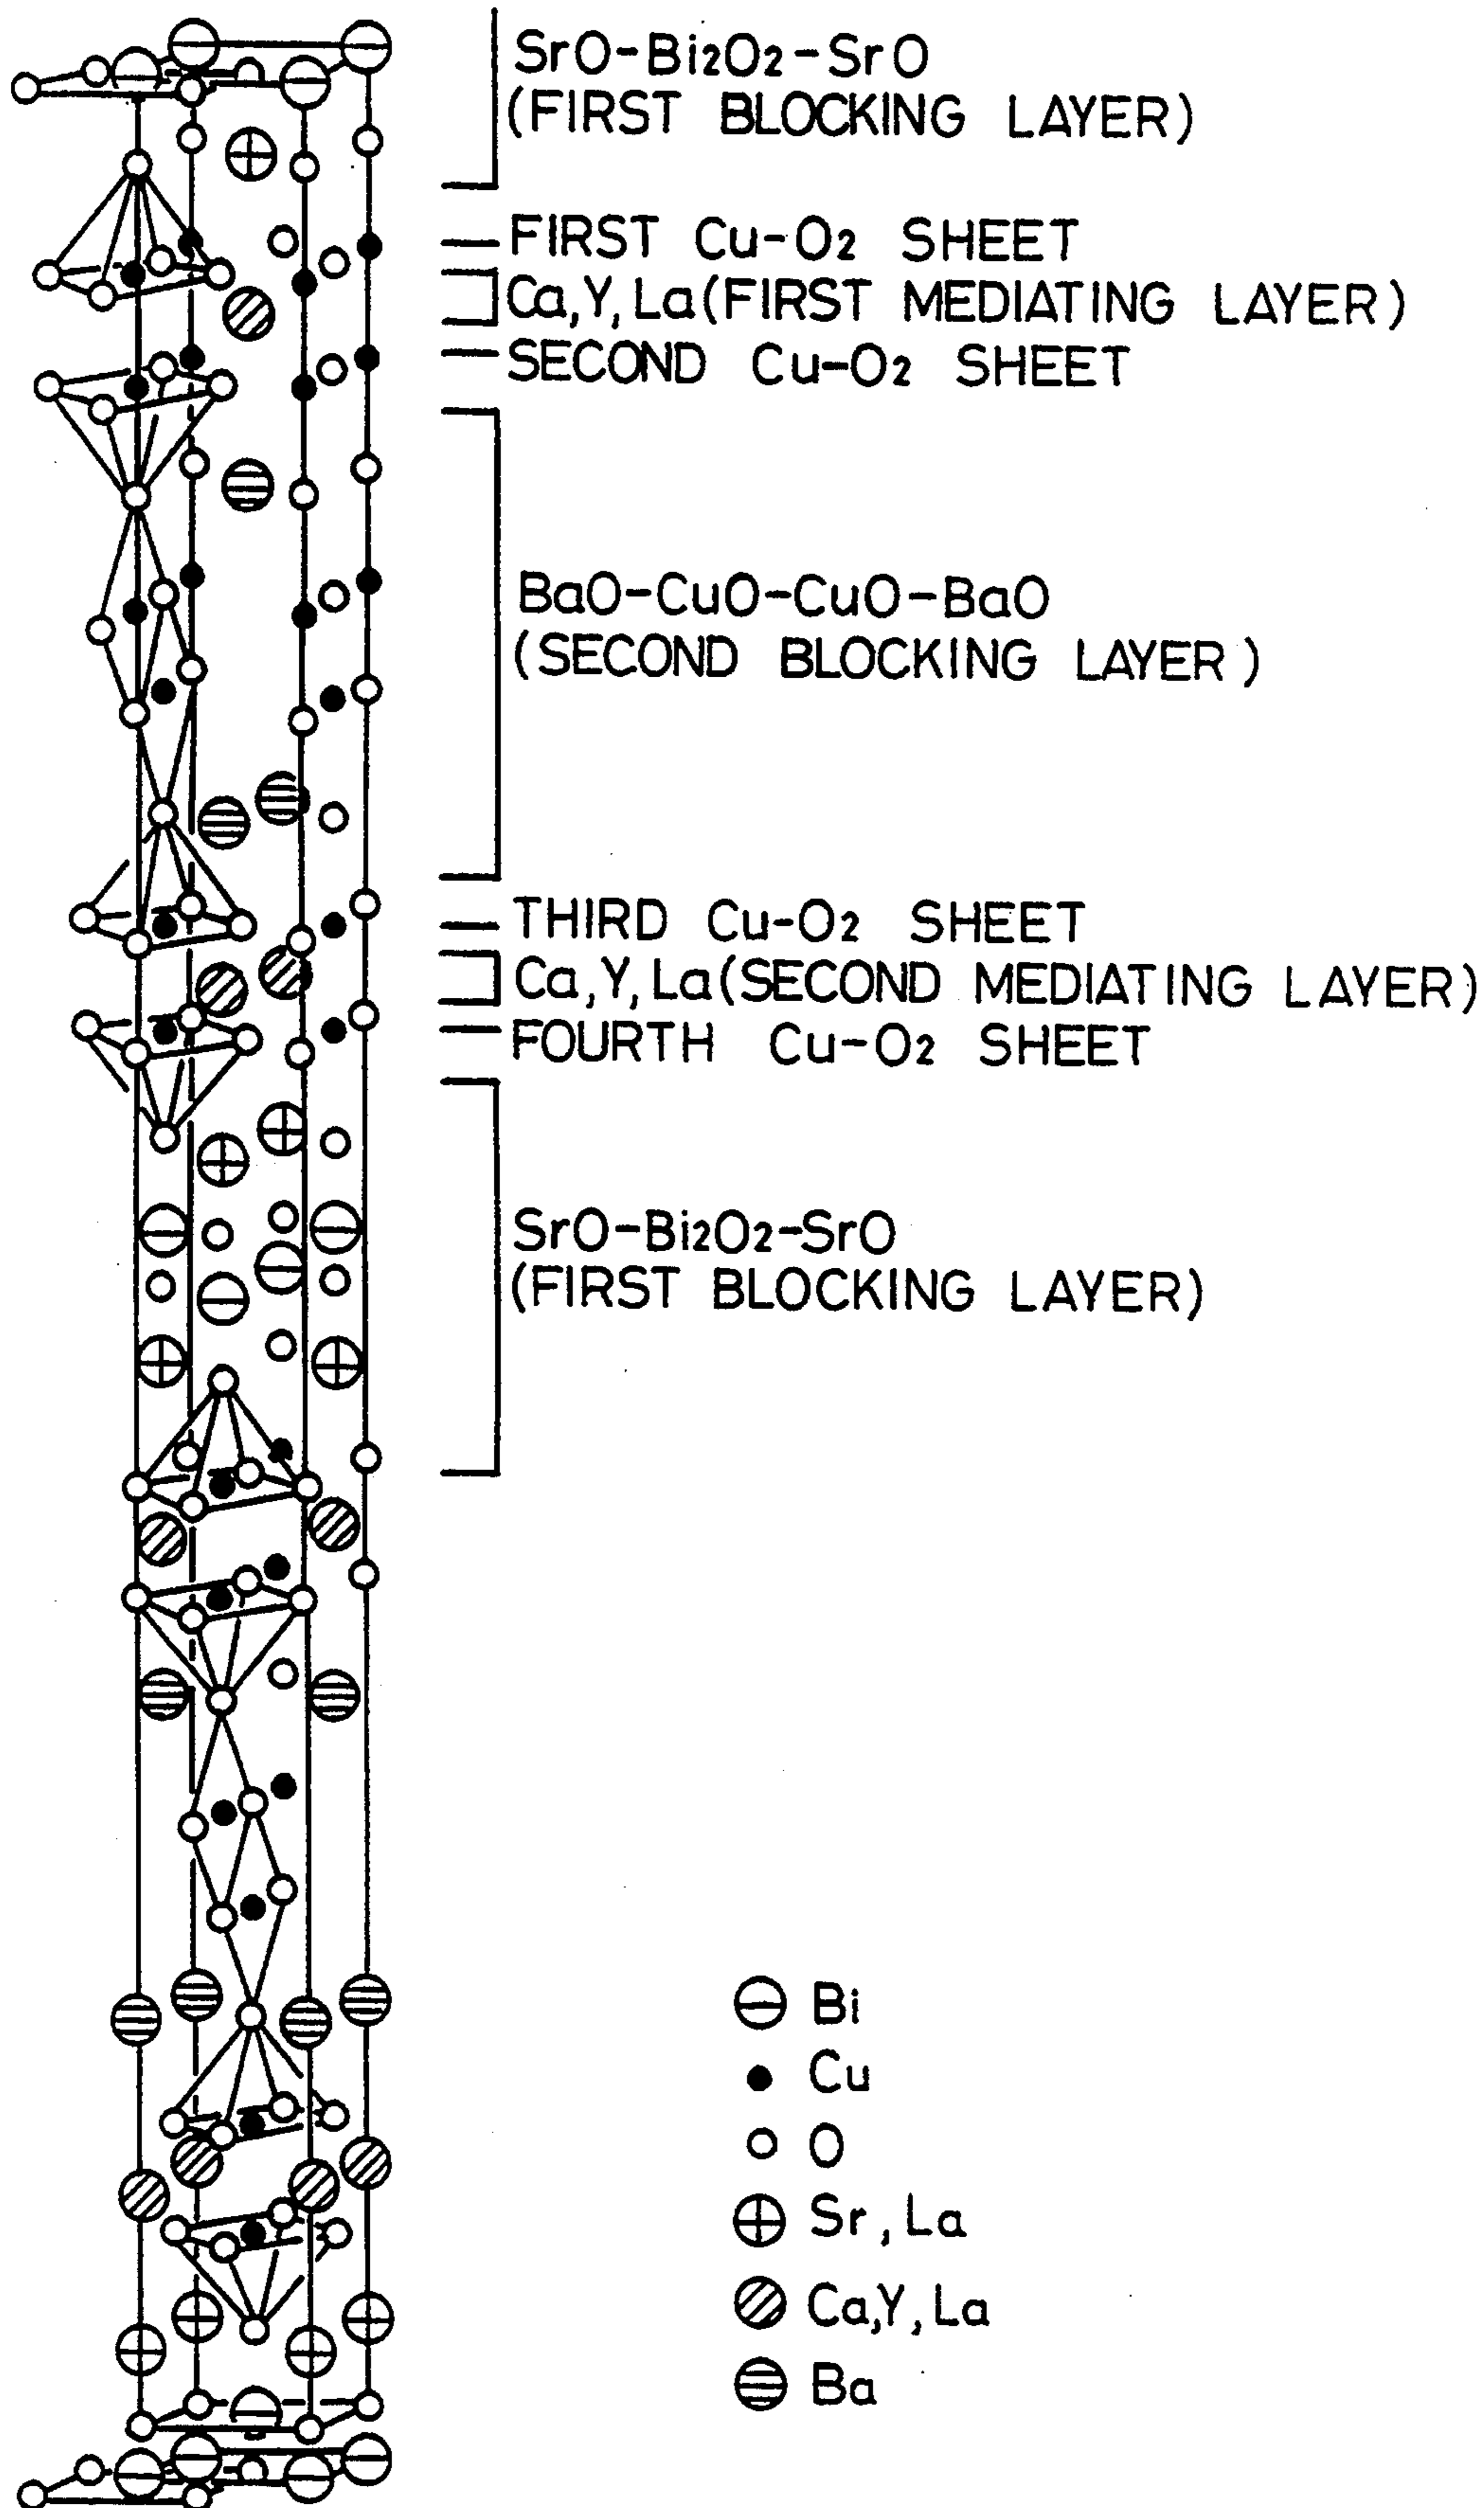 SrO-Bi2O2-SrO
(FIRST BLOCKING LAYER)
FIRST Cu-O2 SHEET
Ca,Y,La(FIRST MEDIATING LAYER)
SECOND Cu-O2 SHEET
BaO-CuO-CuO-BaO
(SECOND BLOCKING LAYER)
THIRD Cu-O2 SHEET
Ca,Y,La(SECOND MEDIATING LAYER)
FOURTH Cu-O2 SHEET
SrO-Bi2O2-SrO
(FIRST BLOCKING LAYER)
Bi
Cu
O
Sr,La
Ca,Y,La
Ba